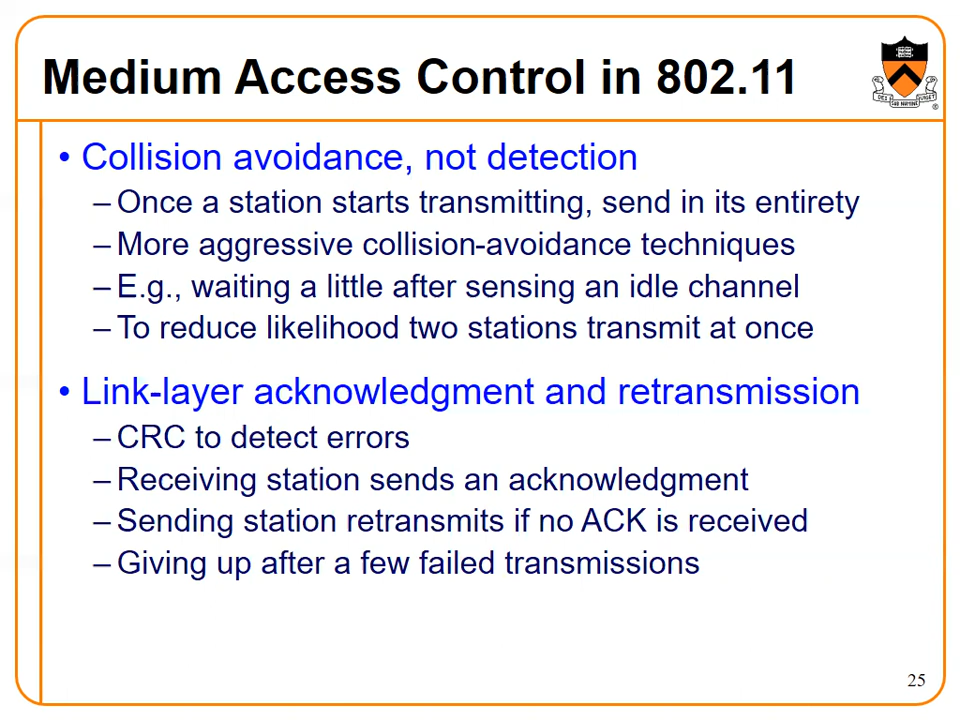 Medium Access Control in 802.11
• Collision avoidance, not detection
– Once a station starts transmitting, send in its entirety
– More aggressive collision-avoidance techniques
– E.g., waiting a little after sensing an idle channel
– To reduce likelihood two stations transmit at once
• Link-layer acknowledgment and retransmission
– CRC to detect errors
– Receiving station sends an acknowledgment
– Sending station retransmits if no ACK is received
– Giving up after a few failed transmissions
25